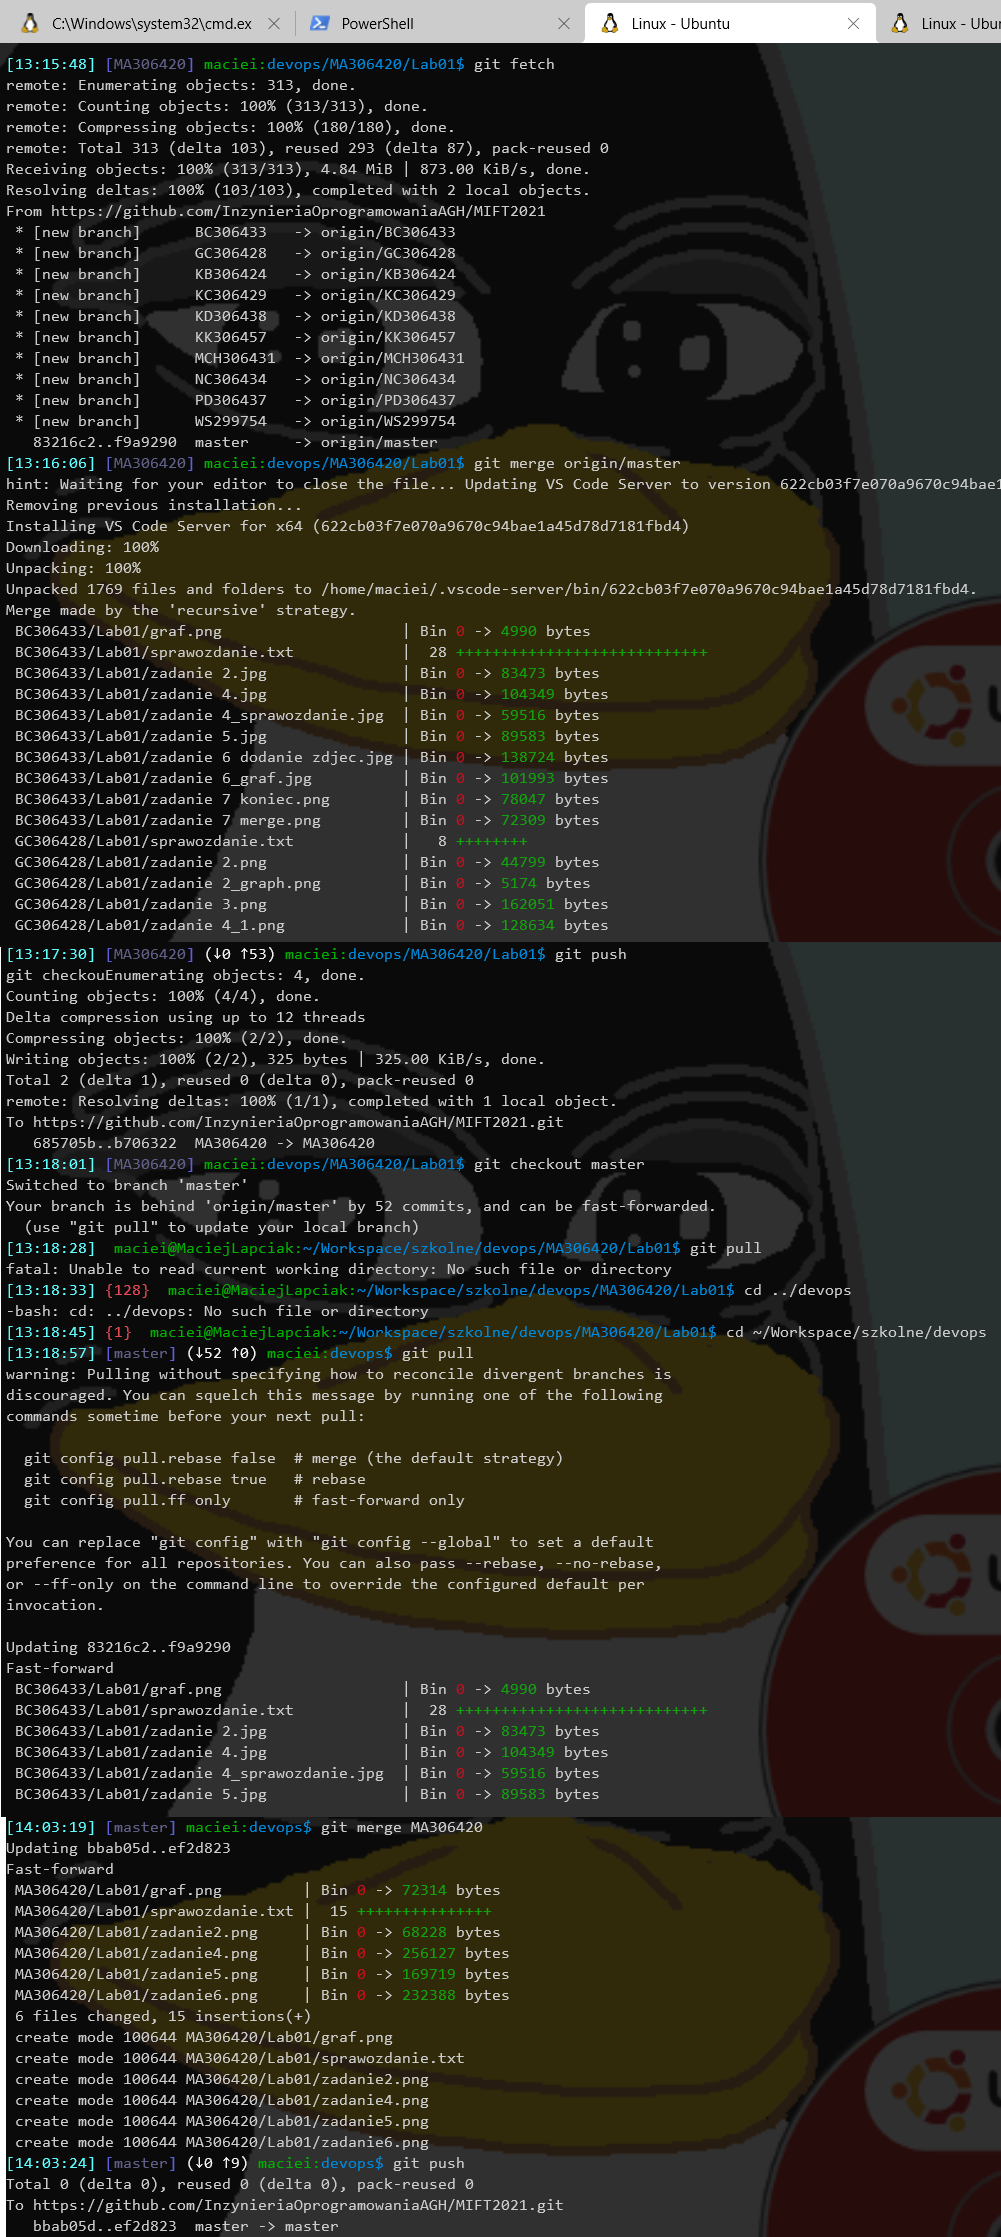 C:\Windows\system32\cmd.ex
PowerShell
Linux - Ubuntu
Linux - Ubu
[13:15:48] [MA306420] maciei:devops/MA306420/Lab01$ git fetch
remote: Enumerating objects: 313, done.
remote: Counting objects: 100% (313/313), done.
remote: Compressing objects: 100% (180/180), done.
remote: Total 313 (delta 103), reused 293 (delta 87), pack-reused 0
Receiving objects: 100% (313/313), 4.84 MiB | 873.00 KiB/s, done.
Resolving deltas: 100% (103/103), completed with 2 local objects.
From https://github.com/InzynieriaOprogramowaniaAGH/MIFT2021
 * [new branch]      BC306433   -> origin/BC306433
 * [new branch]      GC306428   -> origin/GC306428
 * [new branch]      KB306424   -> origin/KB306424
 * [new branch]      KC306429   -> origin/KC306429
 * [new branch]      KD306438   -> origin/KD306438
 * [new branch]      KK306457   -> origin/KK306457
 * [new branch]      MCH306431  -> origin/MCH306431
 * [new branch]      NC306434   -> origin/NC306434
 * [new branch]      PD306437   -> origin/PD306437
 * [new branch]      WS299754   -> origin/WS299754
   83216c2..f9a9290  master     -> origin/master
[13:16:06] [MA306420] maciei:devops/MA306420/Lab01$ git merge origin/master
hint: Waiting for your editor to close the file... Updating VS Code Server to version 622cb03f7e070a9670c94bae1
Removing previous installation...
Installing VS Code Server for x64 (622cb03f7e070a9670c94bae1a45d78d7181fbd4)
Downloading: 100%
Unpacking: 100%
Unpacked 1769 files and folders to /home/maciei/.vscode-server/bin/622cb03f7e070a9670c94bae1a45d78d7181fbd4.
Merge made by the 'recursive' strategy.
 BC306433/Lab01/graf.png                    | Bin 0 -> 4990 bytes
 BC306433/Lab01/sprawozdanie.txt            |  28 ++++++++++++++++++++++++++++
 BC306433/Lab01/zadanie 2.jpg               | Bin 0 -> 83473 bytes
 BC306433/Lab01/zadanie 4.jpg               | Bin 0 -> 104349 bytes
 BC306433/Lab01/zadanie 4_sprawozdanie.jpg  | Bin 0 -> 59516 bytes
 BC306433/Lab01/zadanie 5.jpg               | Bin 0 -> 89583 bytes
 BC306433/Lab01/zadanie 6 dodanie zdjec.jpg | Bin 0 -> 138724 bytes
 BC306433/Lab01/zadanie 6_graf.jpg          | Bin 0 -> 101993 bytes
 BC306433/Lab01/zadanie 7 koniec.png        | Bin 0 -> 78047 bytes
 BC306433/Lab01/zadanie 7 merge.png         | Bin 0 -> 72309 bytes
 GC306428/Lab01/sprawozdanie.txt            |   8 ++++++++
 GC306428/Lab01/zadanie 2.png               | Bin 0 -> 44799 bytes
 GC306428/Lab01/zadanie 2_graph.png         | Bin 0 -> 5174 bytes
 GC306428/Lab01/zadanie 3.png               | Bin 0 -> 162051 bytes
 GC306428/Lab01/zadanie 4_1.png             | Bin 0 -> 128634 bytes
[13:17:30] [MA306420] (↓0 ↑53) maciei:devops/MA306420/Lab01$ git push
git checkouEnumerating objects: 4, done.
Counting objects: 100% (4/4), done.
Delta compression using up to 12 threads
Compressing objects: 100% (2/2), done.
Writing objects: 100% (2/2), 325 bytes | 325.00 KiB/s, done.
Total 2 (delta 1), reused 0 (delta 0), pack-reused 0
remote: Resolving deltas: 100% (1/1), completed with 1 local object.
To https://github.com/InzynieriaOprogramowaniaAGH/MIFT2021.git
   685705b..b706322  MA306420 -> MA306420
[13:18:01] [MA306420] maciei:devops/MA306420/Lab01$ git checkout master
Switched to branch 'master'
Your branch is behind 'origin/master' by 52 commits, and can be fast-forwarded.
  (use "git pull" to update your local branch)
[13:18:28]  maciei@MaciejLapciak:~/Workspace/szkolne/devops/MA306420/Lab01$ git pull
fatal: Unable to read current working directory: No such file or directory
[13:18:33] {128}  maciei@MaciejLapciak:~/Workspace/szkolne/devops/MA306420/Lab01$ cd ../devops
-bash: cd: ../devops: No such file or directory
[13:18:45] {1}  maciei@MaciejLapciak:~/Workspace/szkolne/devops/MA306420/Lab01$ cd ~/Workspace/szkolne/devops
[13:18:57] [master] (↓52 ↑0) maciei:devops$ git pull
warning: Pulling without specifying how to reconcile divergent branches is
discouraged. You can squelch this message by running one of the following
commands sometime before your next pull:
  git config pull.rebase false  # merge (the default strategy)
  git config pull.rebase true   # rebase
  git config pull.ff only       # fast-forward only
You can replace "git config" with "git config --global" to set a default
preference for all repositories. You can also pass --rebase, --no-rebase,
or --ff-only on the command line to override the configured default per
invocation.
Updating 83216c2..f9a9290
Fast-forward
 BC306433/Lab01/graf.png                    | Bin 0 -> 4990 bytes
 BC306433/Lab01/sprawozdanie.txt            |  28 ++++++++++++++++++++++++++++
 BC306433/Lab01/zadanie 2.jpg               | Bin 0 -> 83473 bytes
 BC306433/Lab01/zadanie 4.jpg               | Bin 0 -> 104349 bytes
 BC306433/Lab01/zadanie 4_sprawozdanie.jpg  | Bin 0 -> 59516 bytes
 BC306433/Lab01/zadanie 5.jpg               | Bin 0 -> 89583 bytes
[14:03:19] [master] maciei:devops$ git merge MA306420
Updating bbab05d..ef2d823
Fast-forward
 MA306420/Lab01/graf.png         | Bin 0 -> 72314 bytes
 MA306420/Lab01/sprawozdanie.txt |  15 +++++++++++++++
 MA306420/Lab01/zadanie2.png     | Bin 0 -> 68228 bytes
 MA306420/Lab01/zadanie4.png     | Bin 0 -> 256127 bytes
 MA306420/Lab01/zadanie5.png     | Bin 0 -> 169719 bytes
 MA306420/Lab01/zadanie6.png     | Bin 0 -> 232388 bytes
 6 files changed, 15 insertions(+)
 create mode 100644 MA306420/Lab01/graf.png
 create mode 100644 MA306420/Lab01/sprawozdanie.txt
 create mode 100644 MA306420/Lab01/zadanie2.png
 create mode 100644 MA306420/Lab01/zadanie4.png
 create mode 100644 MA306420/Lab01/zadanie5.png
 create mode 100644 MA306420/Lab01/zadanie6.png
[14:03:24] [master] (↓0 ↑9) maciei:devops$ git push
Total 0 (delta 0), reused 0 (delta 0), pack-reused 0
To https://github.com/InzynieriaOprogramowaniaAGH/MIFT2021.git
   bbab05d..ef2d823  master -> master